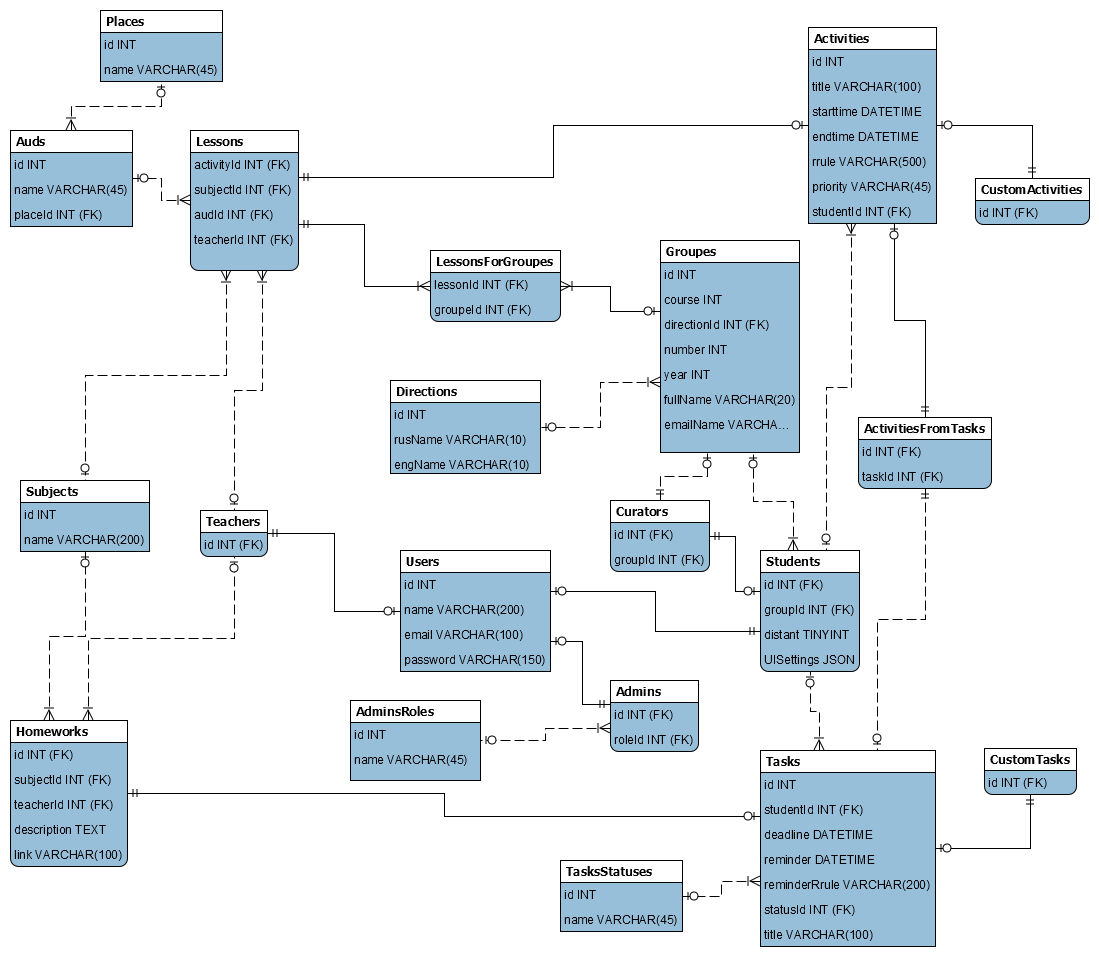 Places
id INT
name VARCHAR(45)
Activities
id INT
title VARCHAR(100)
starttime DATETIME
endtime DATETIME
rrule VARCHAR(500)
priority VARCHAR(45)
studentId INT (FK)
Auds
id INT
name VARCHAR(45)
placeId INT (FK)
Lessons
activityId INT (FK)
subjectId INT (FK)
audId INT (FK)
teacherId INT (FK)
CustomActivities
id INT (FK)
LessonsForGroupes
lessonId INT (FK)
groupeId INT (FK)
Groupes
id INT
course INT
directionId INT (FK)
number INT
year INT
fullName VARCHAR(20)
emailName VARCHA...
Directions
id INT
rusName VARCHAR(10)
engName VARCHAR(10)
ActivitiesFromTasks
id INT (FK)
taskId INT (FK)
Subjects
id INT
name VARCHAR(200)
Teachers
id INT (FK)
Curators
id INT (FK)
groupId INT (FK)
Users
id INT
name VARCHAR(200)
email VARCHAR(100)
password VARCHAR(150)
Students
id INT (FK)
groupId INT (FK)
distant TINYINT
UISettings JSON
Admins
id INT (FK)
roleId INT (FK)
AdminsRoles
id INT
name VARCHAR(45)
Homeworks
id INT (FK)
subjectId INT (FK)
teacherId INT (FK)
description TEXT
link VARCHAR(100)
Tasks
id INT
studentId INT (FK)
deadline DATETIME
reminder DATETIME
reminderRrule VARCHAR(200)
statusId INT (FK)
title VARCHAR(100)
CustomTasks
id INT (FK)
TasksStatuses
id INT
name VARCHAR(45)